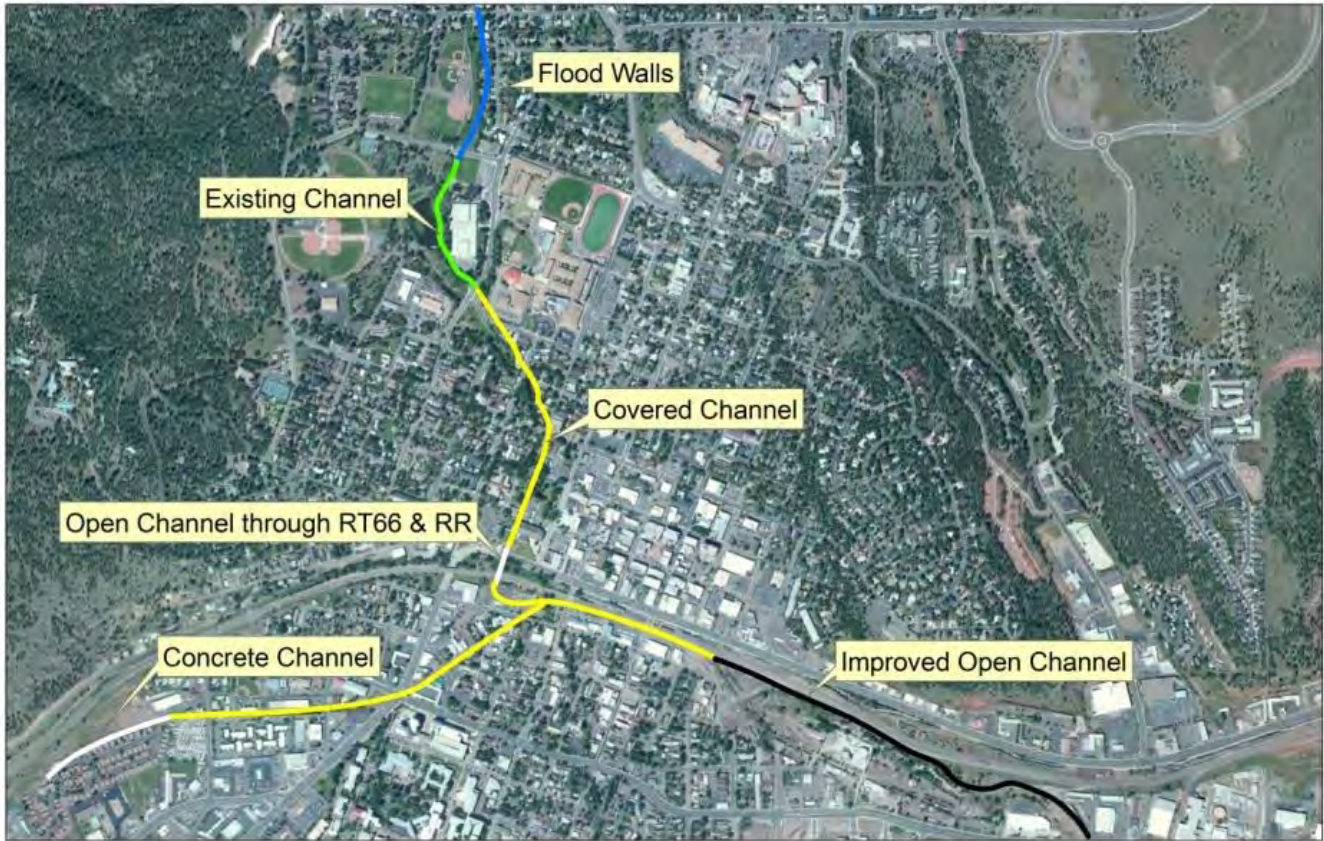 Flood Walls
Existing Channel
Covered Channel
Open Channel through RT66 & RR
Concrete Channel
Improved Open Channel